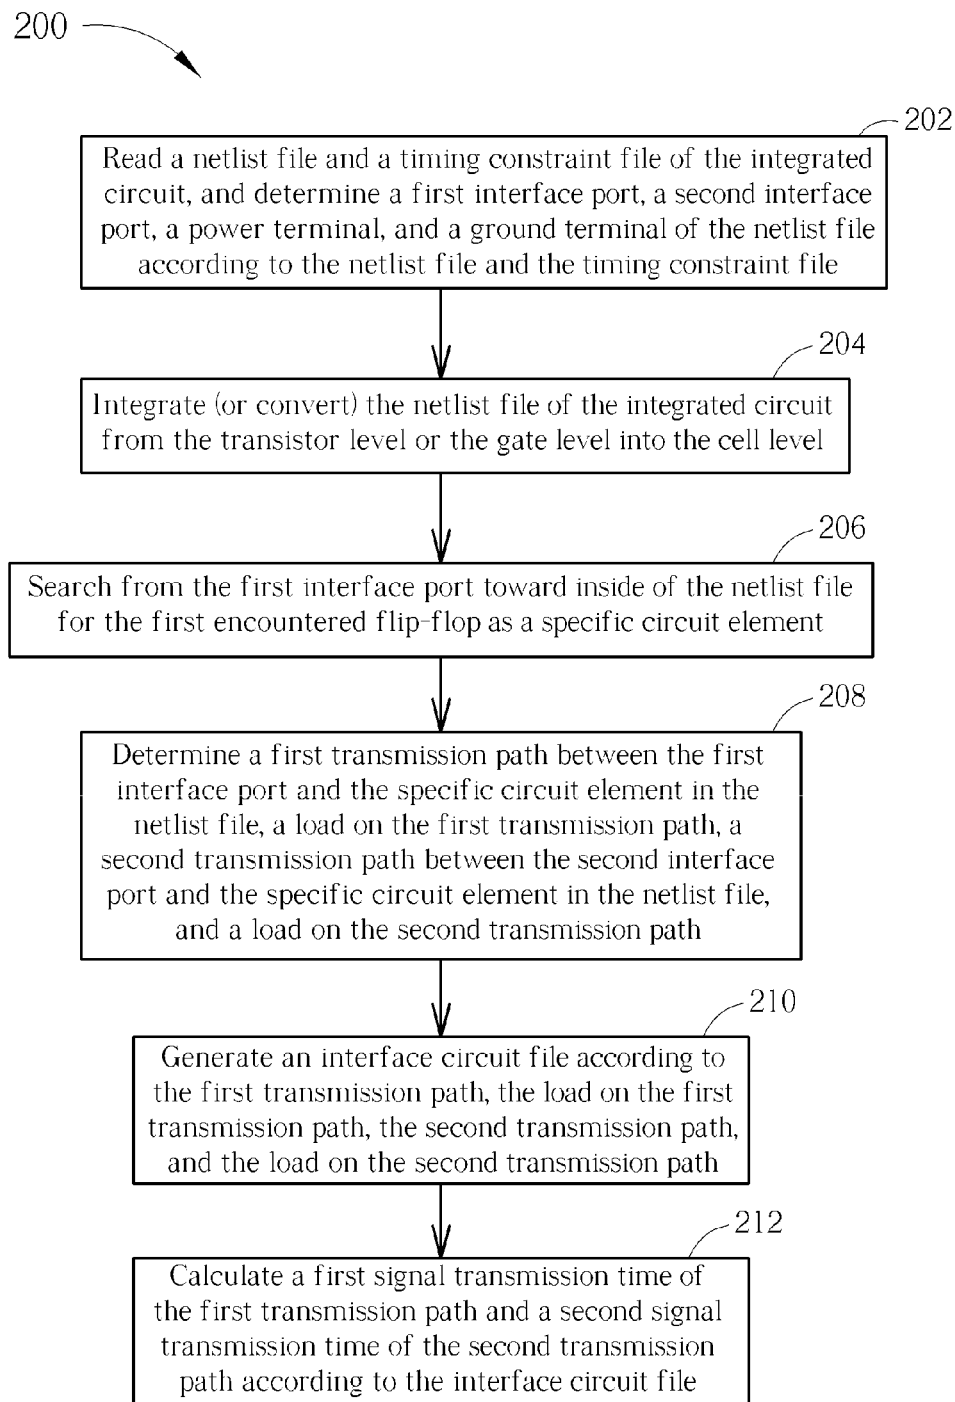 200
202
Read a netlist file and a timing constraint file of the integrated
circuit, and determine a first interface port, a second interface
port, a power terminal, and a ground terminal of the netlist file
according to the netlist file and the timing constraint file
204
Integrate (or convert) the netlist file of the integrated circuit
from the transistor level or the gate level into the cell level
206
Search from the first interface port toward inside of the netlist file
for the first encountered flip-flop as a specific circuit element
208
Determine a first transmission path between the first
interface port and the specific circuit element in the
netlist file, a load on the first transmission path, a
second transmission path between the second interface
port and the specific circuit element in the netlist file,
and a load on the second transmission path
210
Generate an interface circuit file according to
the first transmission path, the load on the first
transmission path, the second transmission path,
and the load on the second transmission path
212
Calculate a first signal transmission time of
the first transmission path and a second signal
transmission time of the second transmission
path according to the interface circuit file